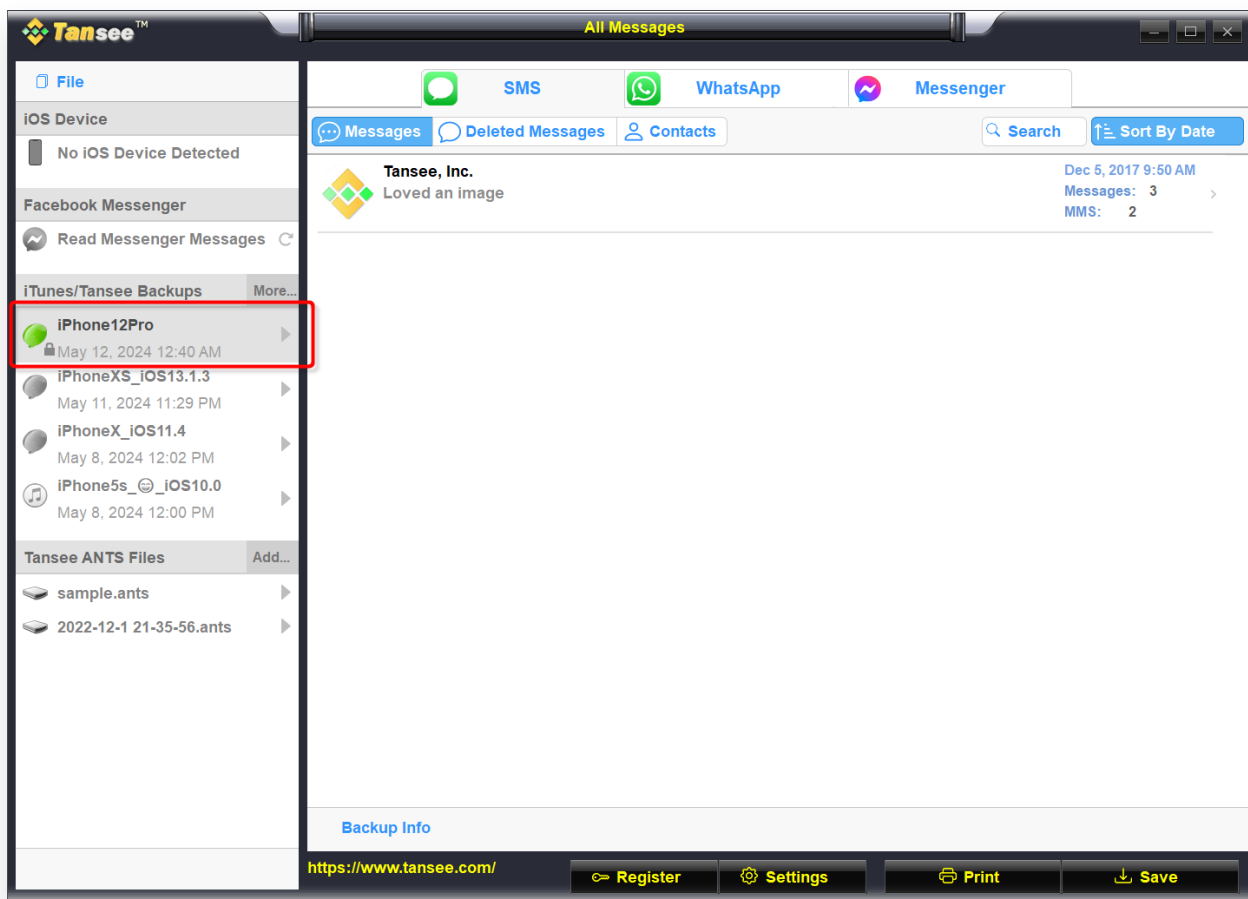 Tansee™
All Messages
File
iOS Device
No iOS Device Detected
Facebook Messenger
Read Messenger Messages
iTunes/Tansee Backups More...
iPhone12Pro
May 12, 2024 12:40 AM
iPhoneXS_iOS13.1.3
May 11, 2024 11:29 PM
iPhoneX_iOS11.4
May 8, 2024 12:02 PM
iPhone5s_😁_iOS10.0
May 8, 2024 12:00 PM
Tansee ANTS Files Add...
sample.ants
2022-12-1 21-35-56.ants
SMS WhatsApp Messenger
Messages Deleted Messages Contacts Search Sort By Date
Tansee, Inc. Dec 5, 2017 9:50 AM
Loved an image Messages: 3
MMS: 2
Backup Info
https://www.tansee.com/ Register Settings Print Save